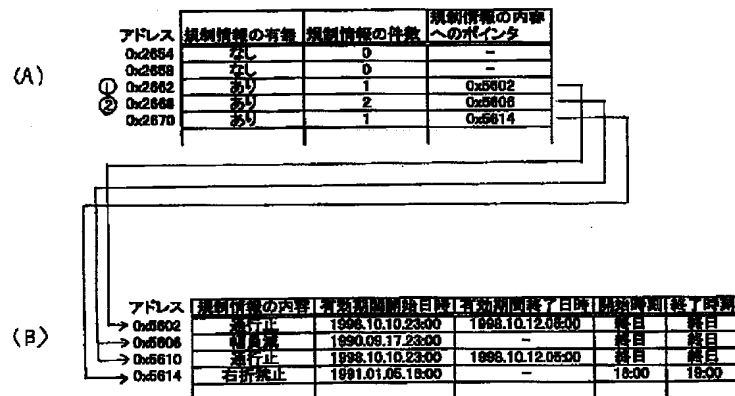 (A)
アドレス 規制情報の有無 規制情報の件数 規制情報の内容へのポインタ
0x2654 なし 0 −
0x2658 なし 0 −
① 0x2662 あり 1 0x5602
② 0x2666 あり 2 0x5606
0x2670 あり 1 0x5614
(B)
アドレス 規制情報の内容 有効期間開始日時 有効期間終了日時 開始時刻 終了時刻
0x5602 通行止 1998.10.10.23:00 1998.10.12.05:00 終日 終日
0x5606 幅員減 1990.09.17.23:00 − 終日 終日
0x5610 通行止 1998.10.10.23:00 1998.10.12.05:00 終日 終日
0x5614 右折禁止 1991.01.05.16:00 − 16:00 19:00